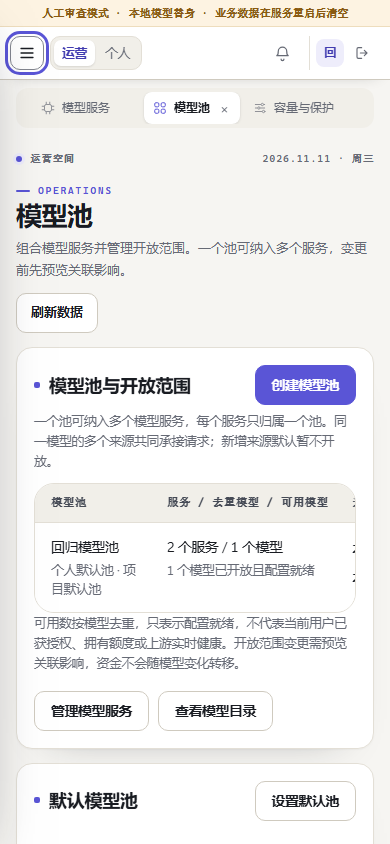 人工审查模式 · 本地模型替身 · 业务数据在服务重启后清空
运营 个人 回
模型服务 模型池 × 容量与保护
运营空间 2026.11.11 · 周三
OPERATIONS
模型池
组合模型服务并管理开放范围。一个池可纳入多个服务，变更
前先预览关联影响。
刷新数据
模型池与开放范围 创建模型池
一个池可纳入多个模型服务，每个服务只归属一个池。同
一模型的多个来源共同承接请求；新增来源默认暂不开
放。
模型池 服务 / 去重模型 / 可用模型
回归模型池 2 个服务 / 1 个模型
个人默认池 · 项 1 个模型已开放且配置就绪
目默认池
可用数按模型去重，只表示配置就绪，不代表当前用户已
获授权、拥有额度或上游实时健康。开放范围变更需预览
关联影响，资金不会随模型变化转移。
管理模型服务 查看模型目录
默认模型池 设置默认池